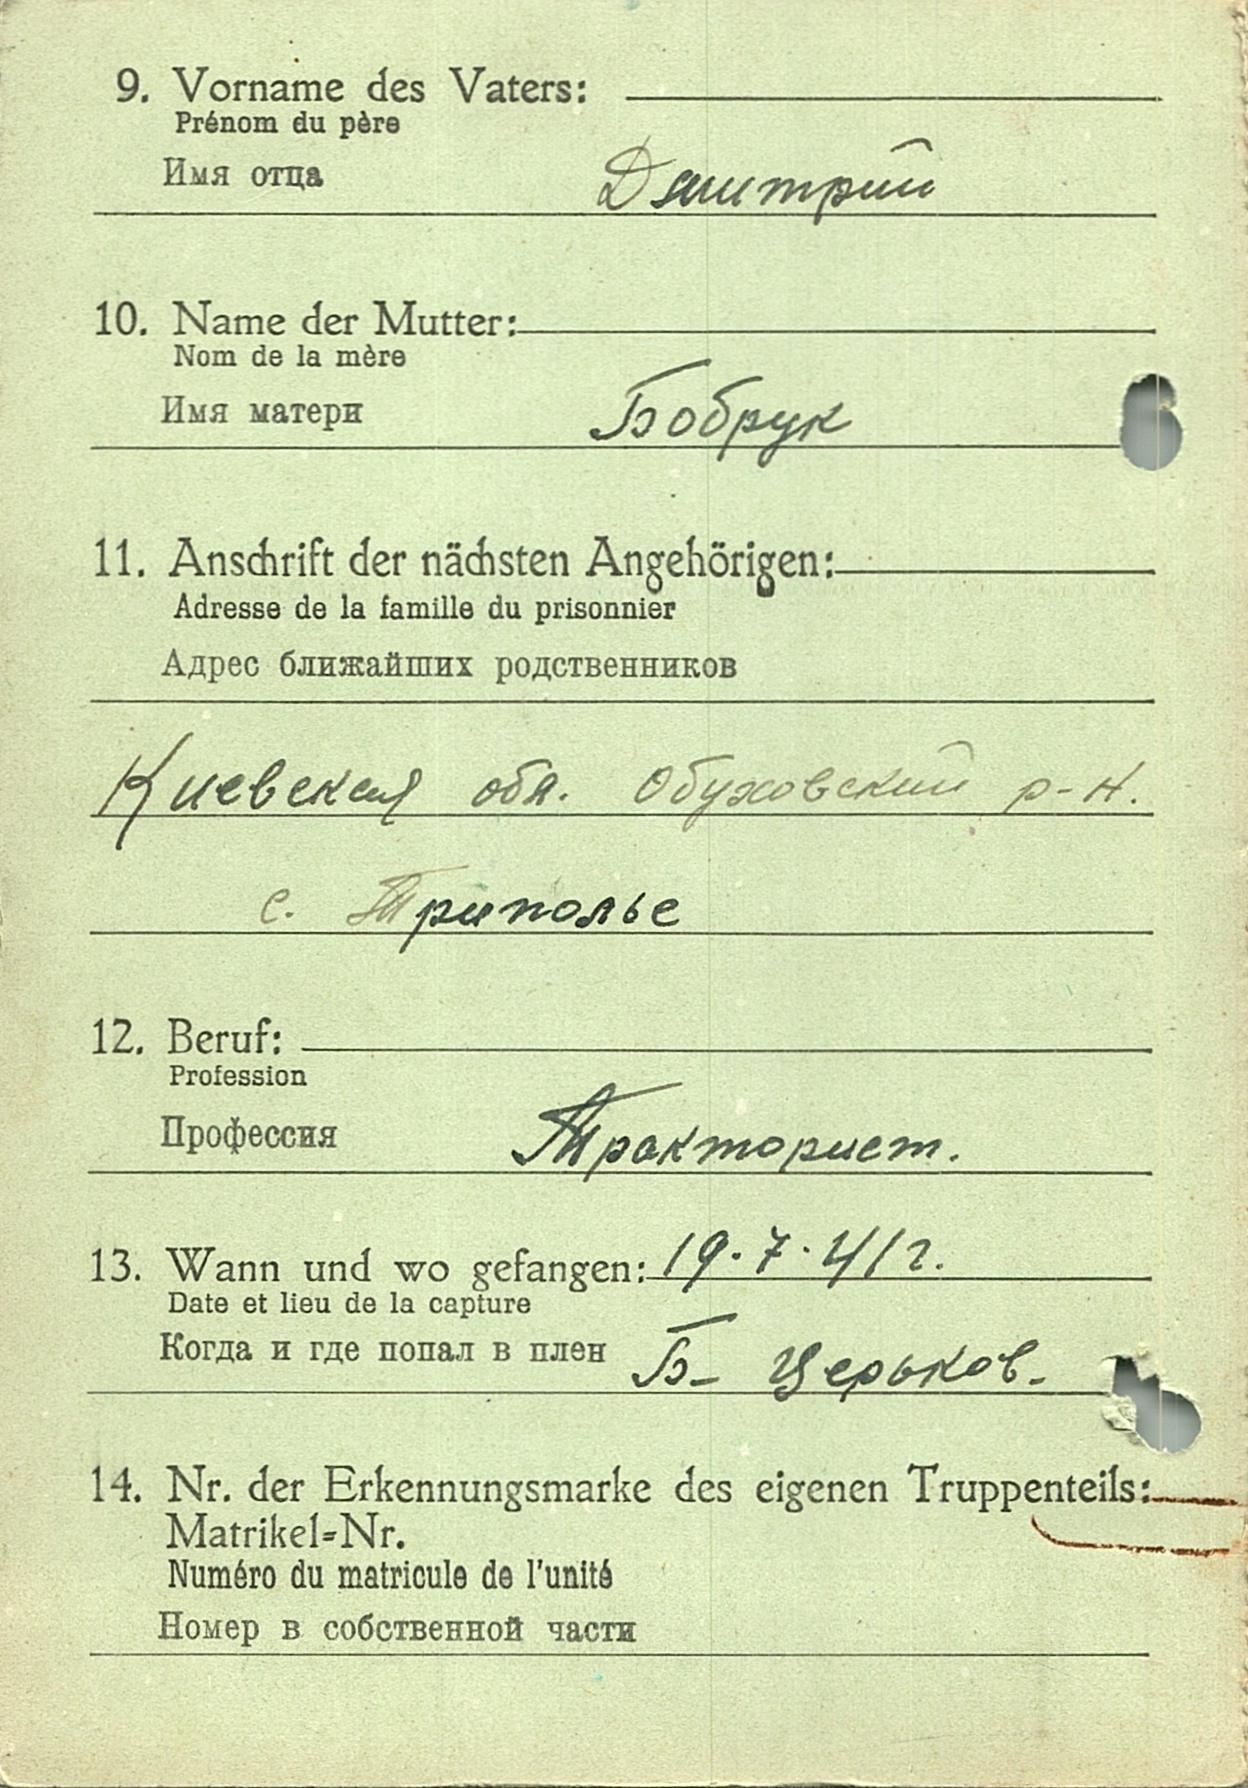 9. Vorname des Vaters:
Prénom du père
Имя отца Дмитрий
10. Name der Mutter:
Nom de la mère
Имя матери Бобрук
11. Anschrift der nächsten Angehörigen:
Adresse de la famille du prisonnier
Адрес ближайших родственников
Киевская обл. Обуховский р-н.
с. Триполье
12. Beruf:
Profession
Профессия Тракторист.
13. Wann und wo gefangen: 19.7.41г.
Date et lieu de la capture
Когда и где попал в плен Б- Церьков.
14. Nr. der Erkennungsmarke des eigenen Truppenteils:
Matrikel=Nr.
Numéro du matricule de l'unité
Номер в собственной части